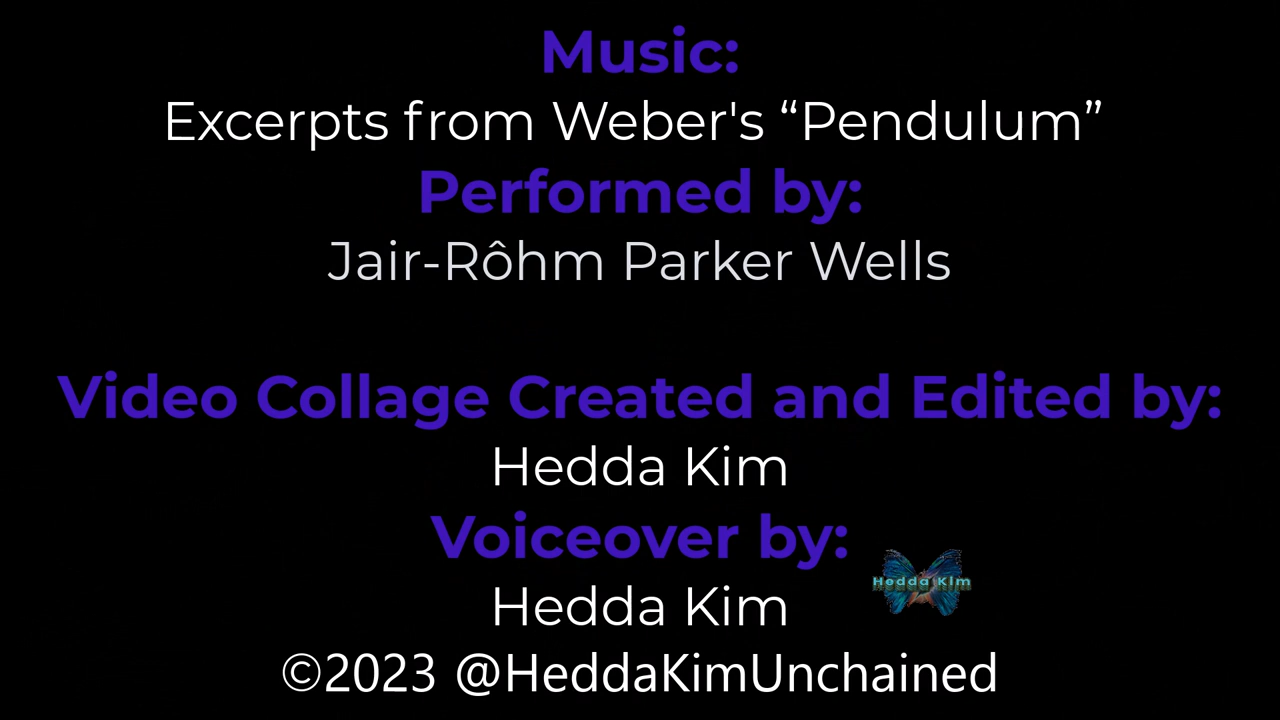 Music:
Excerpts from Weber's “Pendulum”
Performed by:
Jair-Rôhm Parker Wells
Video Collage Created and Edited by:
Hedda Kim
Voiceover by:
Hedda Kim
Hedda Kim
©2023 @HeddaKimUnchained